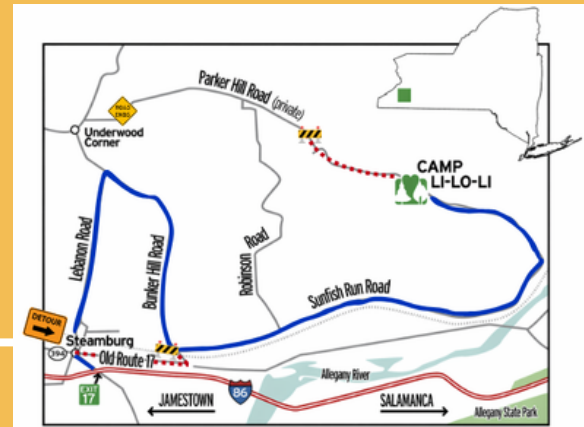 ROAD
ENDS
Underwood
Corner
Parker Hill Road (private)
CAMP
LI-LO-LI
Lebanon Road
Bunker Hill Road
Robinson Road
Sunfish Run Road
DETOUR
Steamburg
394
Old Route 17
EXIT
17
JAMESTOWN
86
SALAMANCA
Allegany River
Allegany State Park